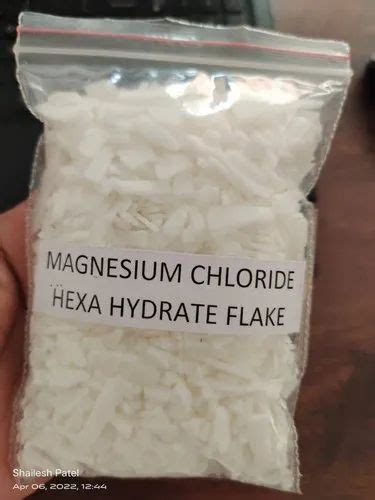 MAGNESIUM CHLORIDE
HEXA HYDRATE FLAKE
Shailesh Patel
Apr 06, 2022, 12:44